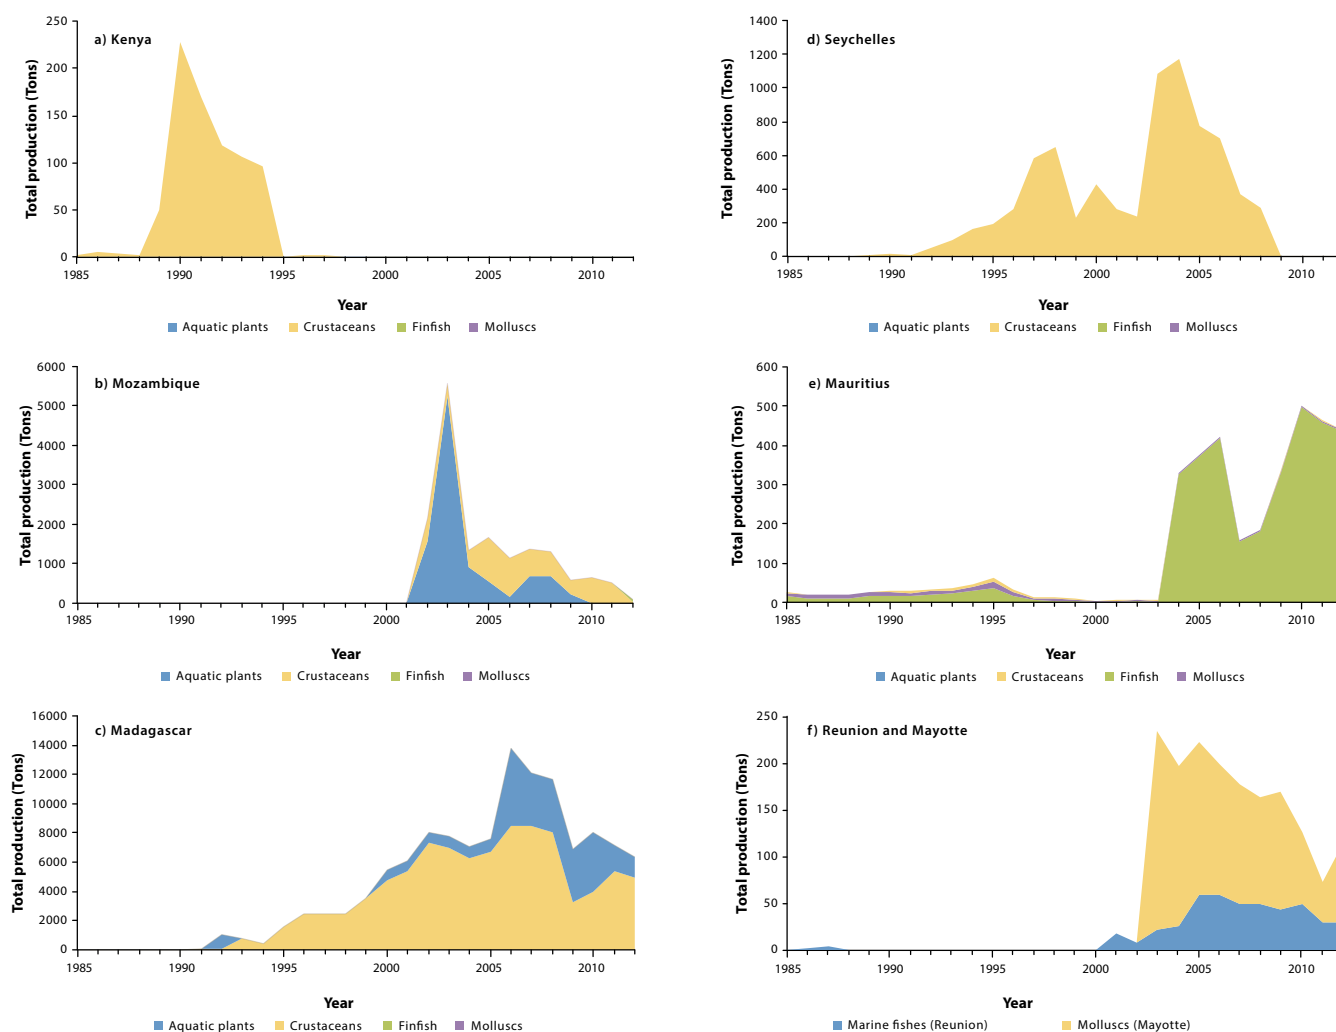 a) Kenya
Total production (Tons)
250
200
150
100
50
0
1985 1990 1995 2000 2005 2010
Year
Aquatic plants Crustaceans Finfish Molluscs
d) Seychelles
Total production (Tons)
1400
1200
1000
800
600
400
200
0
1985 1990 1995 2000 2005 2010
Year
Aquatic plants Crustaceans Finfish Molluscs
b) Mozambique
Total production (Tons)
6000
5000
4000
3000
2000
1000
0
1985 1990 1995 2000 2005 2010
Year
Aquatic plants Crustaceans Finfish Molluscs
e) Mauritius
Total production (Tons)
600
500
400
300
200
100
0
1985 1990 1995 2000 2005 2010
Year
Aquatic plants Crustaceans Finfish Molluscs
c) Madagascar
Total production (Tons)
16000
14000
12000
10000
8000
6000
4000
2000
0
1985 1990 1995 2000 2005 2010
Year
Aquatic plants Crustaceans Finfish Molluscs
f) Reunion and Mayotte
Total production (Tons)
250
200
150
100
50
0
1985 1990 1995 2000 2005 2010
Year
Marine fishes (Reunion) Molluscs (Mayotte)